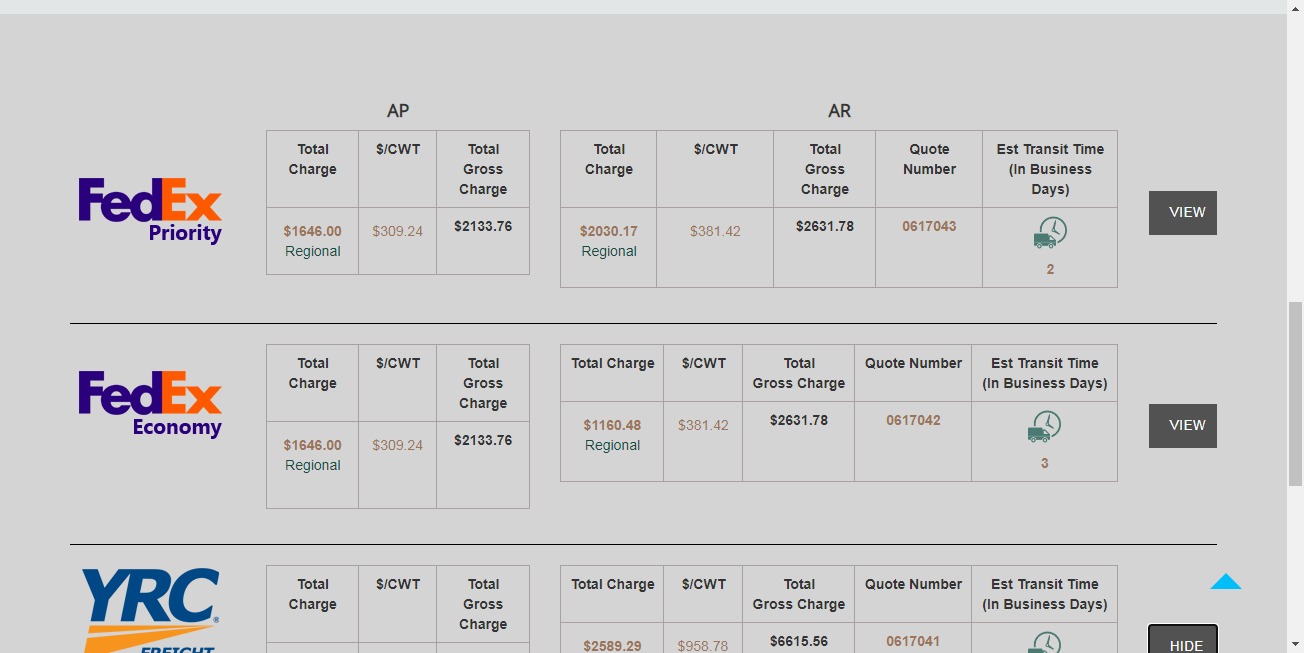 AP
AR
Total Charge
$/CWT
Total Gross Charge
Total Charge
$/CWT
Total Gross Charge
Quote Number
Est Transit Time (In Business Days)
FedEx
Priority
$1646.00
Regional
$309.24
$2133.76
$2030.17
Regional
$381.42
$2631.78
0617043
2
VIEW
Total Charge
$/CWT
Total Gross Charge
Total Charge
$/CWT
Total Gross Charge
Quote Number
Est Transit Time (In Business Days)
FedEx
Economy
$1646.00
Regional
$309.24
$2133.76
$1160.48
Regional
$381.42
$2631.78
0617042
3
VIEW
YRC
FREIGHT
Total Charge
$/CWT
Total Gross Charge
Total Charge
$/CWT
Total Gross Charge
Quote Number
Est Transit Time (In Business Days)
$2589.29
$958.78
$6615.56
0617041
HIDE